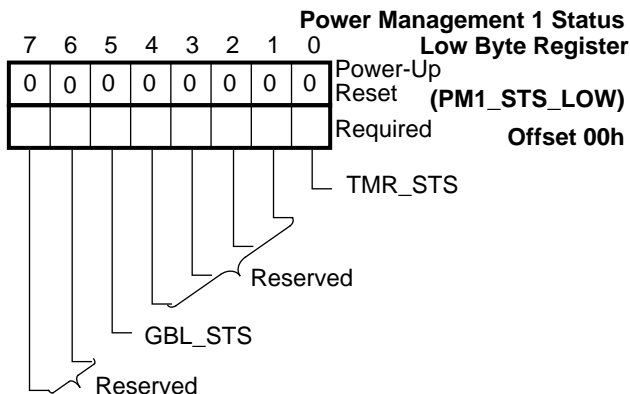 Power Management 1 Status
Low Byte Register
7 6 5 4 3 2 1 0
0 0 0 0 0 0 0 0
Power-Up
Reset
(PM1_STS_LOW)
Required
Offset 00h
TMR_STS
Reserved
GBL_STS
Reserved